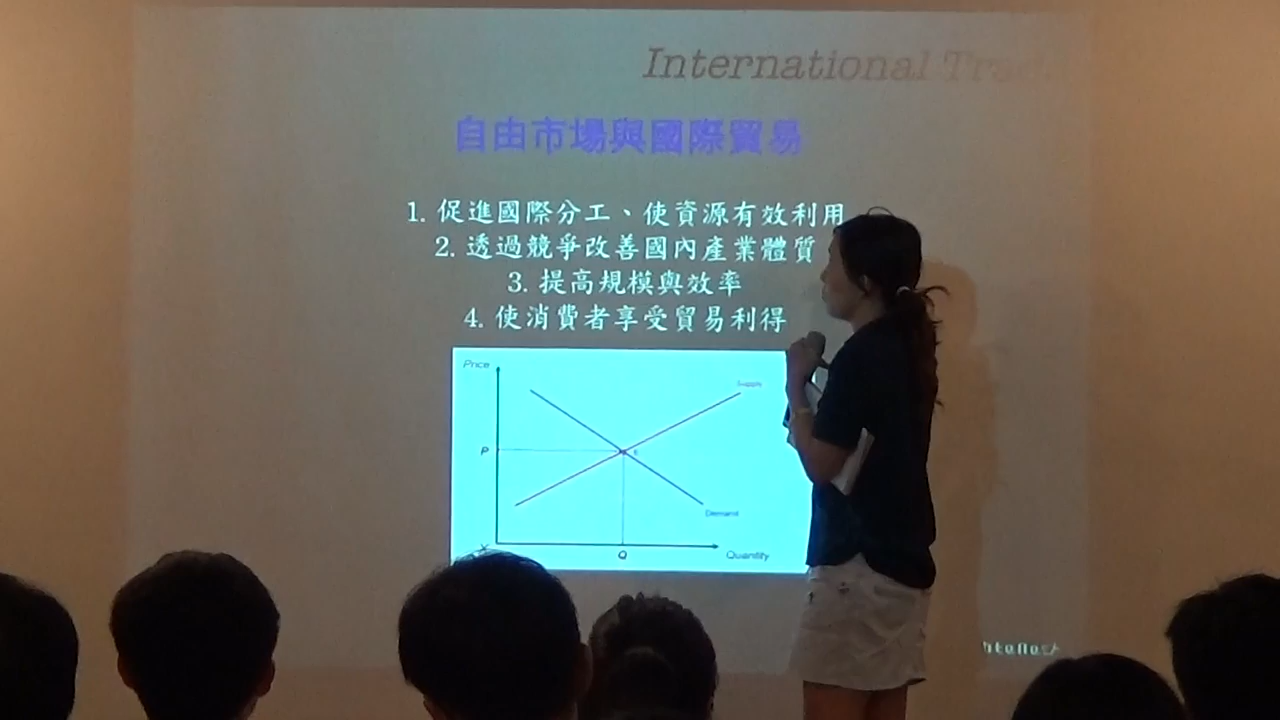 International Trade
自由市場與國際貿易
1. 促進國際分工、使資源有效利用
2. 透過競爭改善國內產業體質
3. 提高規模與效率
4. 使消費者享受貿易利得
Price
Supply
P
E
Demand
Q
Quantity